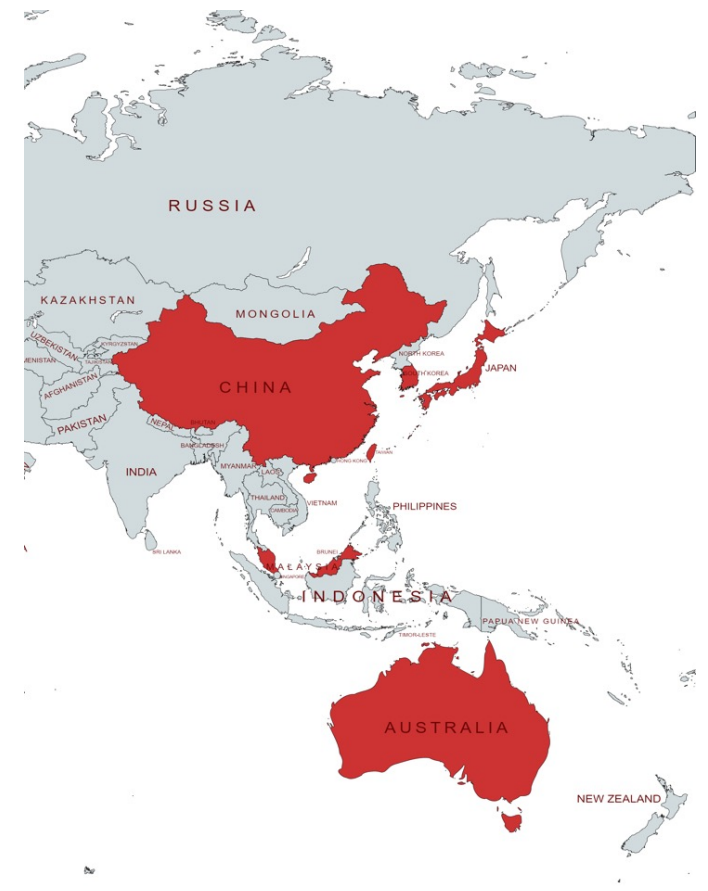 RUSSIA
KAZAKHSTAN
MONGOLIA
UZBEKISTAN
KYRGYZSTAN
MENISTAN
TAJIKISTAN
NORTH KOREA
AFGHANISTAN
SOUTH KOREA
JAPAN
CHINA
PAKISTAN
NEPAL
BHUTAN
BANGLADESH
TAIWAN
HONG KONG
INDIA
MYANMAR
LAOS
THAILAND
VIETNAM
PHILIPPINES
CAMBODIA
SRI LANKA
BRUNEI
MALAYSIA
SINGAPORE
INDONESIA
PAPUA NEW GUINEA
TIMOR-LESTE
AUSTRALIA
NEW ZEALAND